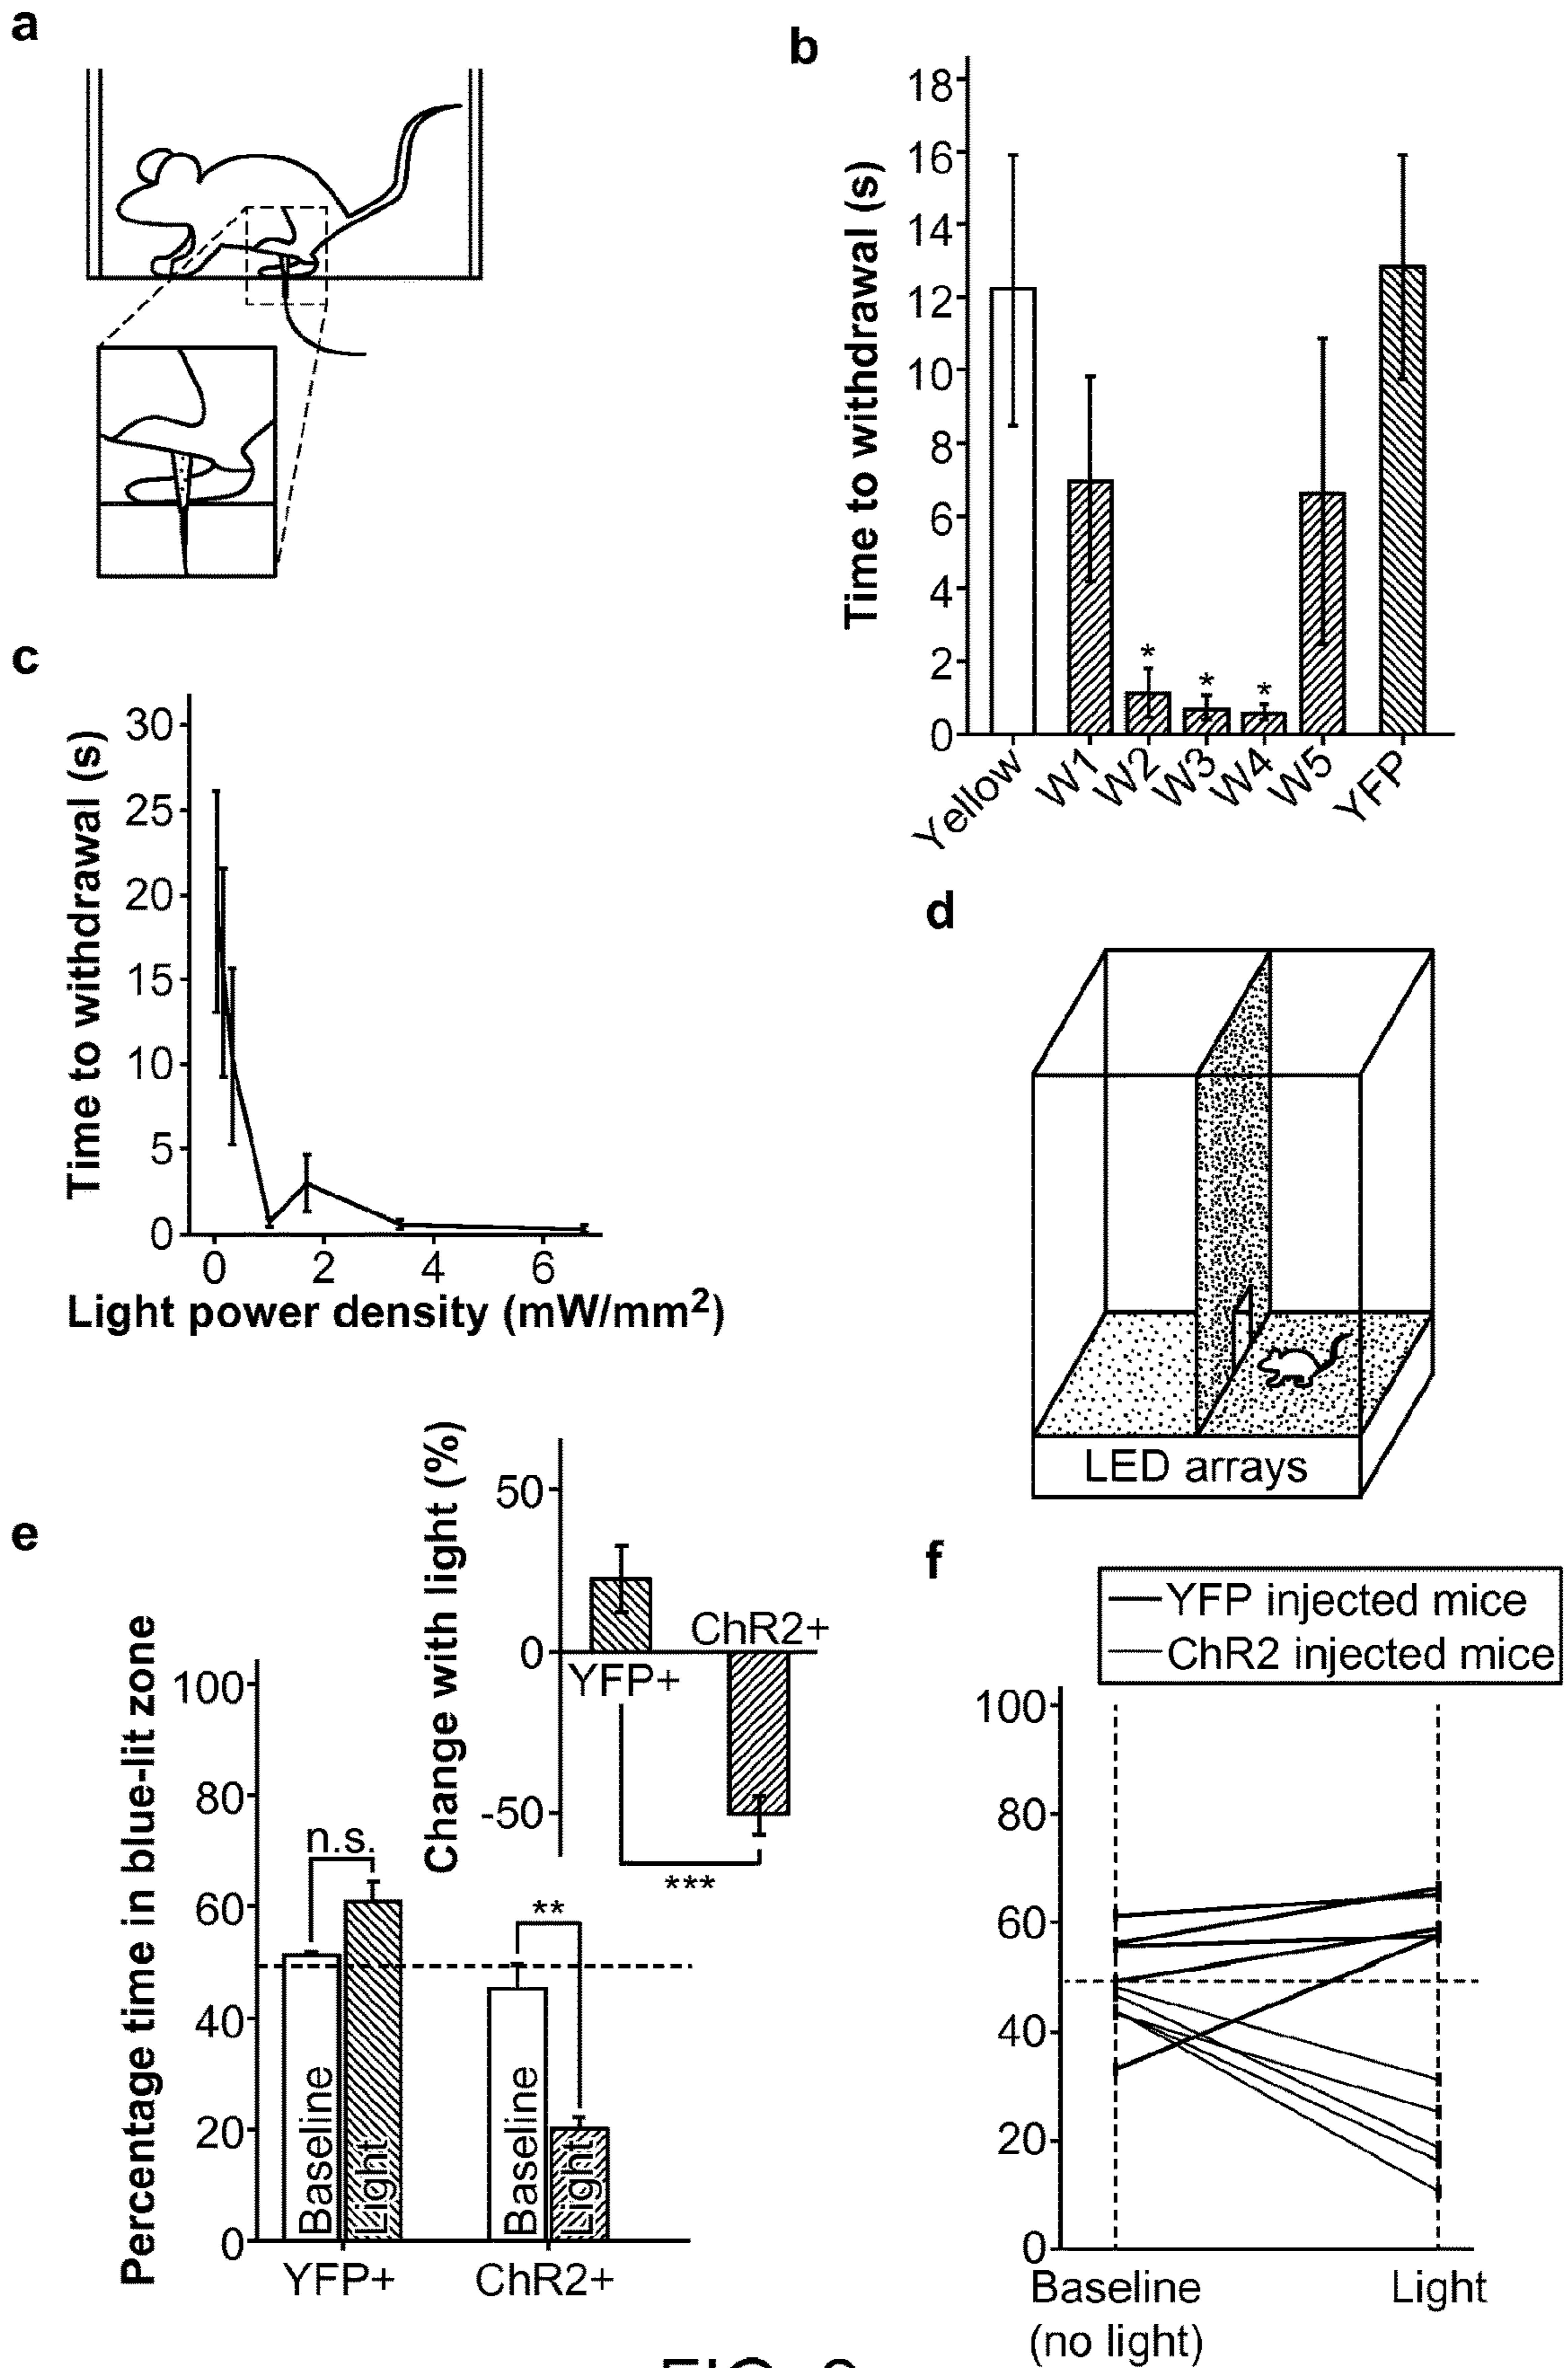 a
b
Time to withdrawal (s)
18
16
14
12
10
8
6
4
2
0
*
*
*
Yellow
W1
W2
W3
W4
W5
YFP
c
Time to withdrawal (s)
30
25
20
15
10
5
0
0
2
4
6
Light power density (mW/mm²)
d
LED arrays
e
Percentage time in blue-lit zone
100
80
60
40
20
0
n.s.
**
Baseline
Light
Baseline
Light
YFP+
ChR2+
Change with light (%)
50
0
-50
YFP+
ChR2+
***
f
YFP injected mice
ChR2 injected mice
100
80
60
40
20
0
Baseline
(no light)
Light